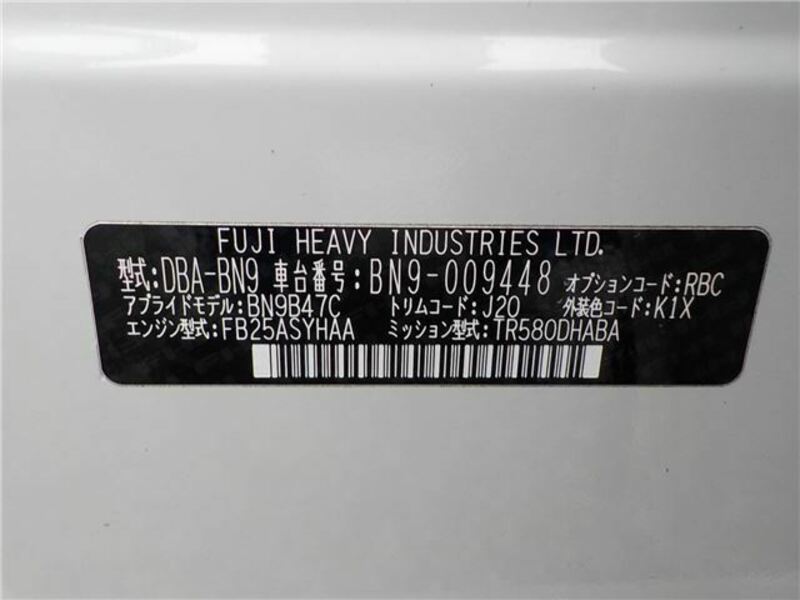 FUJI HEAVY INDUSTRIES LTD.
型式:DBA-BN9 車台番号:BN9-009448 オプションコード:RBC
アプライドモデル:BN9B47C トリムコード:J20 外装色コード:K1X
エンジン型式:FB25ASYHAA ミッション型式:TR580DHABA